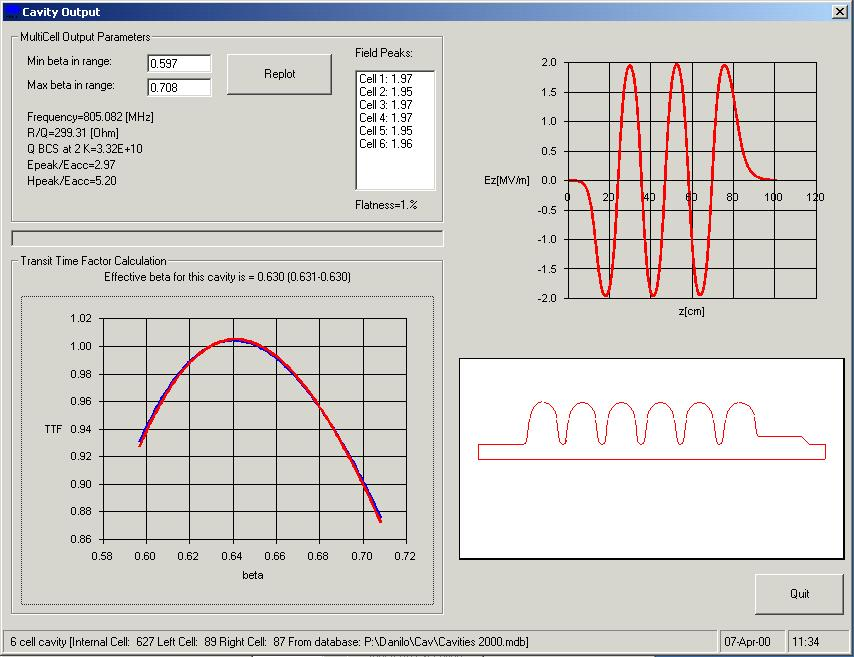 Cavity Output
MultiCell Output Parameters
Min beta in range:
0.597
Max beta in range:
0.708
Replot
Frequency=805.082 [MHz]
R/Q=299.31 [Ohm]
Q BCS at 2 K=3.32E+10
Epeak/Eacc=2.97
Hpeak/Eacc=5.20
Field Peaks:
Cell 1: 1.97
Cell 2: 1.95
Cell 3: 1.97
Cell 4: 1.97
Cell 5: 1.95
Cell 6: 1.96
Flatness=1.%
2.0
1.5
1.0
0.5
Ez[MV/m]
0.0
0
20
40
60
80
100
120
-0.5
-1.0
-1.5
-2.0
z[cm]
Transit Time Factor Calculation
Effective beta for this cavity is = 0.630 (0.631-0.630)
1.02
1.00
0.98
0.96
TTF
0.94
0.92
0.90
0.88
0.86
0.58
0.60
0.62
0.64
0.66
0.68
0.70
0.72
beta
Quit
6 cell cavity [Internal Cell: 627 Left Cell: 89 Right Cell: 87 From database: P:\Danilo\Cav\Cavities 2000.mdb]
07-Apr-00
11:34